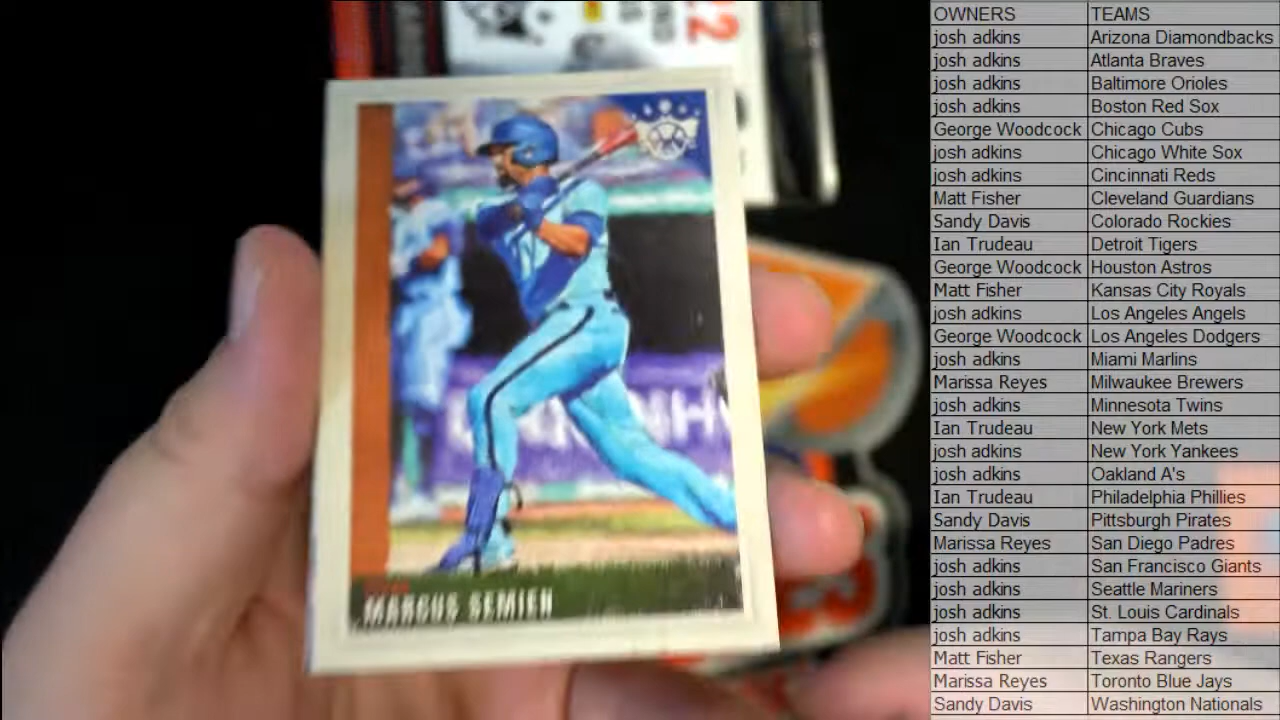 MARCUS SEMIEN
OWNERS TEAMS
josh adkins Arizona Diamondbacks
josh adkins Atlanta Braves
josh adkins Baltimore Orioles
josh adkins Boston Red Sox
George Woodcock Chicago Cubs
josh adkins Chicago White Sox
josh adkins Cincinnati Reds
Matt Fisher Cleveland Guardians
Sandy Davis Colorado Rockies
Ian Trudeau Detroit Tigers
George Woodcock Houston Astros
Matt Fisher Kansas City Royals
josh adkins Los Angeles Angels
George Woodcock Los Angeles Dodgers
josh adkins Miami Marlins
Marissa Reyes Milwaukee Brewers
josh adkins Minnesota Twins
Ian Trudeau New York Mets
josh adkins New York Yankees
josh adkins Oakland A's
Ian Trudeau Philadelphia Phillies
Sandy Davis Pittsburgh Pirates
Marissa Reyes San Diego Padres
josh adkins San Francisco Giants
josh adkins Seattle Mariners
josh adkins St. Louis Cardinals
josh adkins Tampa Bay Rays
Matt Fisher Texas Rangers
Marissa Reyes Toronto Blue Jays
Sandy Davis Washington Nationals